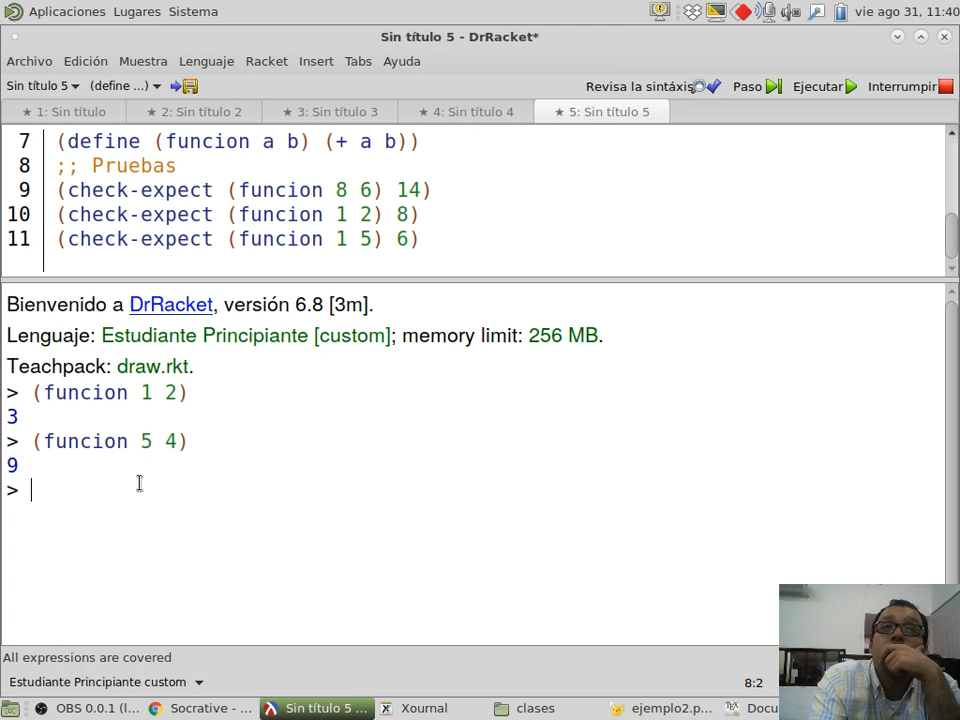 Aplicaciones Lugares Sistema vie ago 31, 11:40
Sin título 5 - DrRacket*
Archivo Edición Muestra Lenguaje Racket Insert Tabs Ayuda
Sin título 5 (define ...) Revisa la sintáxis Paso Ejecutar Interrumpir
★ 1: Sin título ★ 2: Sin título 2 ★ 3: Sin título 3 ★ 4: Sin título 4 ★ 5: Sin título 5
7 (define (funcion a b) (+ a b))
8 ;; Pruebas
9 (check-expect (funcion 8 6) 14)
10 (check-expect (funcion 1 2) 8)
11 (check-expect (funcion 1 5) 6)
Bienvenido a DrRacket, versión 6.8 [3m].
Lenguaje: Estudiante Principiante [custom]; memory limit: 256 MB.
Teachpack: draw.rkt.
> (funcion 1 2)
3
> (funcion 5 4)
9
>
All expressions are covered
Estudiante Principiante custom 8:2
OBS 0.0.1 (l... Socrative - ... Sin título 5 ... Xournal clases ejemplo2.p... Docu